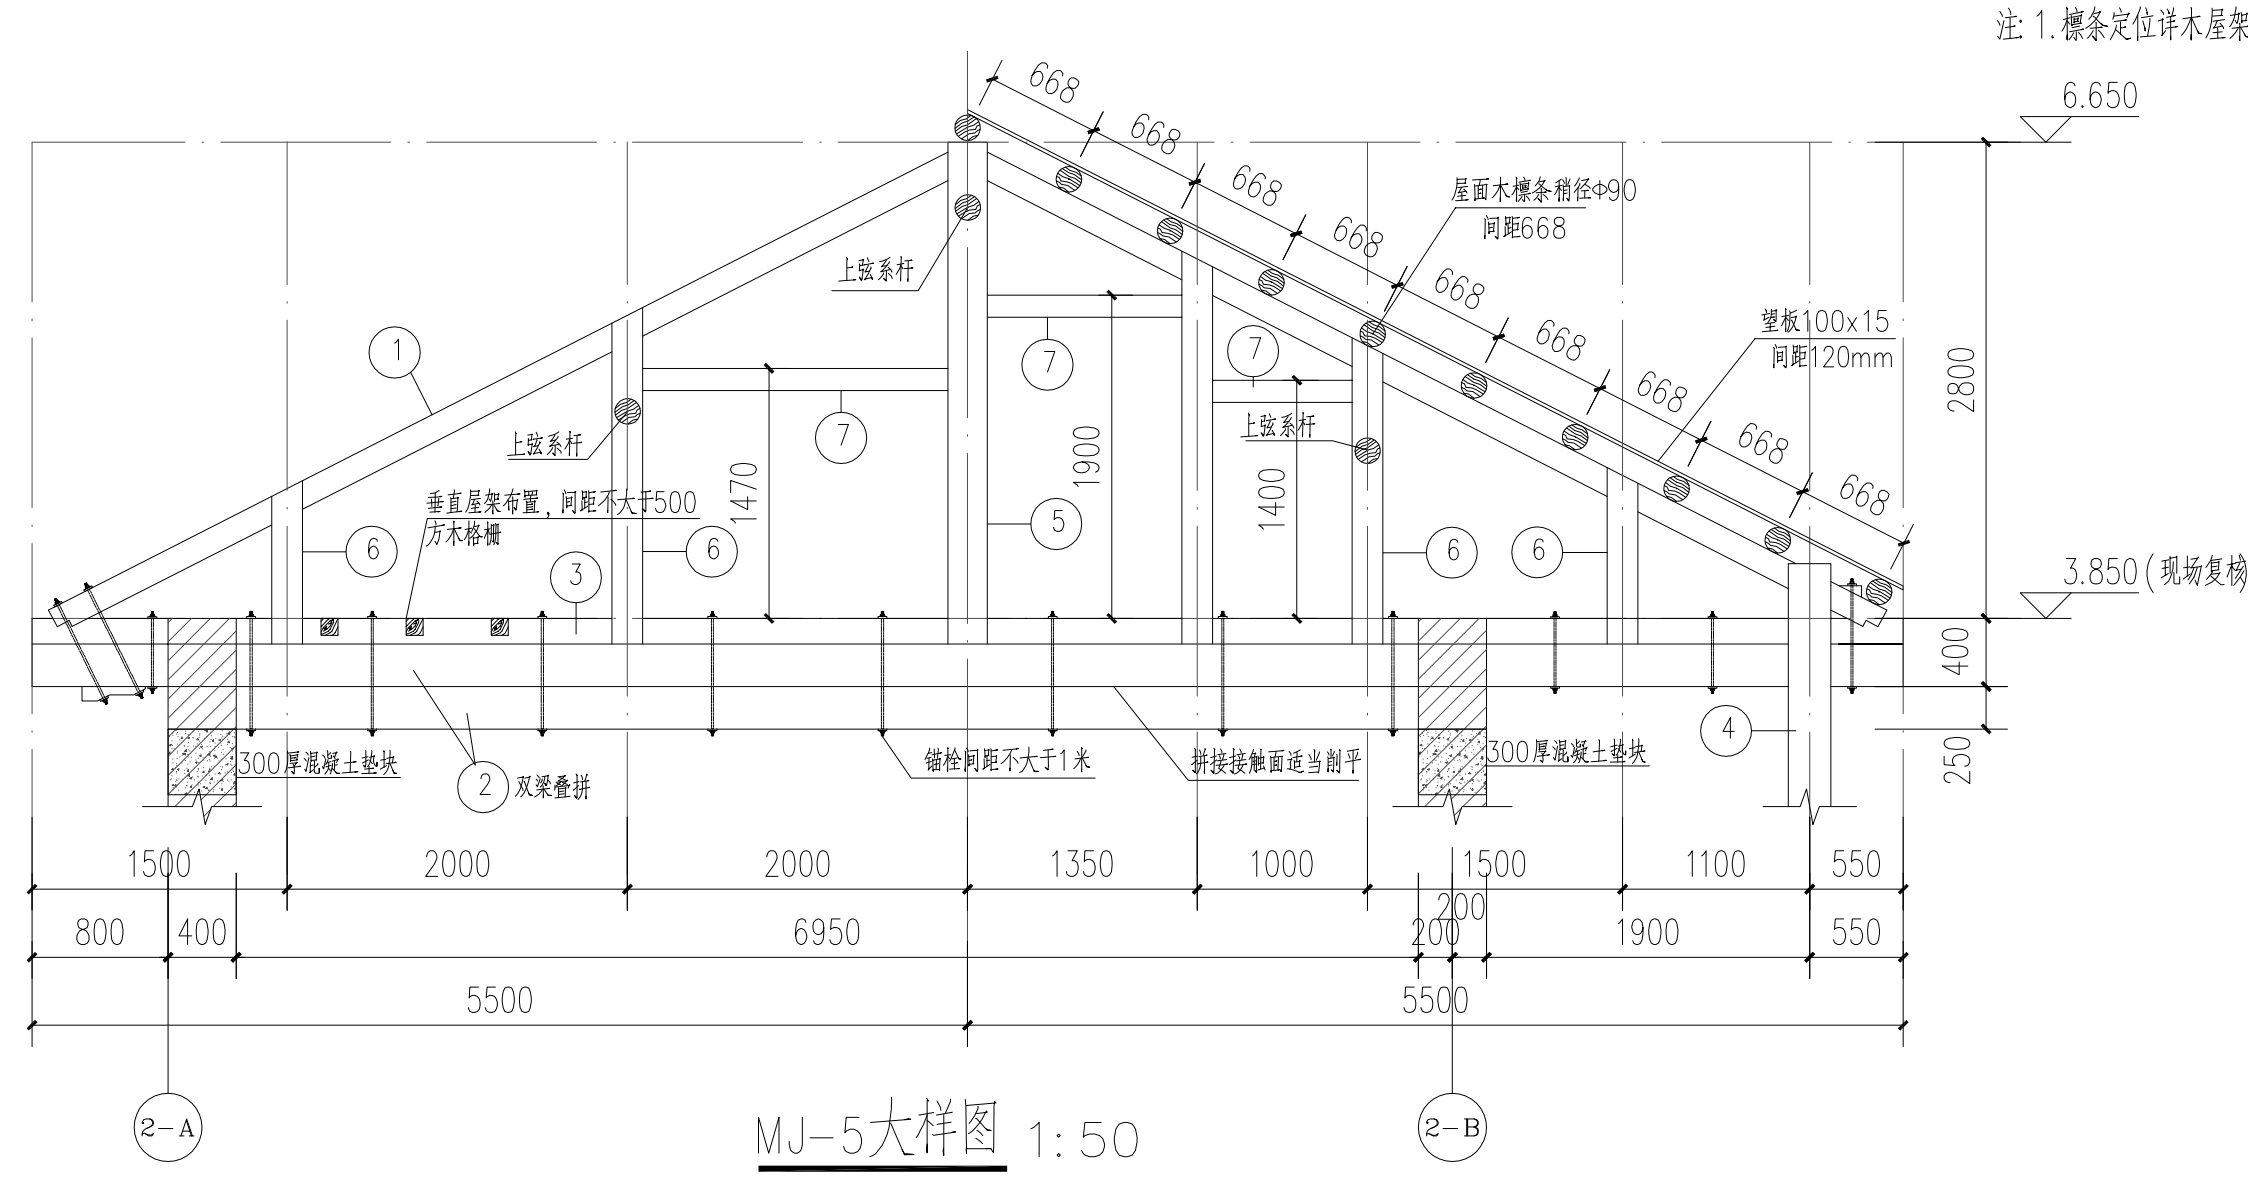 注: 1.檩条定位详木屋架
6.650
668
668
668
668
668
668
668
668
668
屋面木檩条稍径Φ90
间距668
上弦系杆
望板100x15
间距120mm
1
7
7
7
2800
上弦系杆
上弦系杆
1470
1900
1400
垂直屋架布置，间距不大于500
方木格栅
5
6
6
6
6
3
3.850(现场复核
400
250
4
300厚混凝土垫块
2
双梁叠拼
锚栓间距不大于1米
拼接接触面适当削平
300厚混凝土垫块
1500
2000
2000
1350
1000
1500
1100
550
800
400
6950
200
200
1900
550
5500
5500
2-A
2-B
MJ-5大样图 1:50